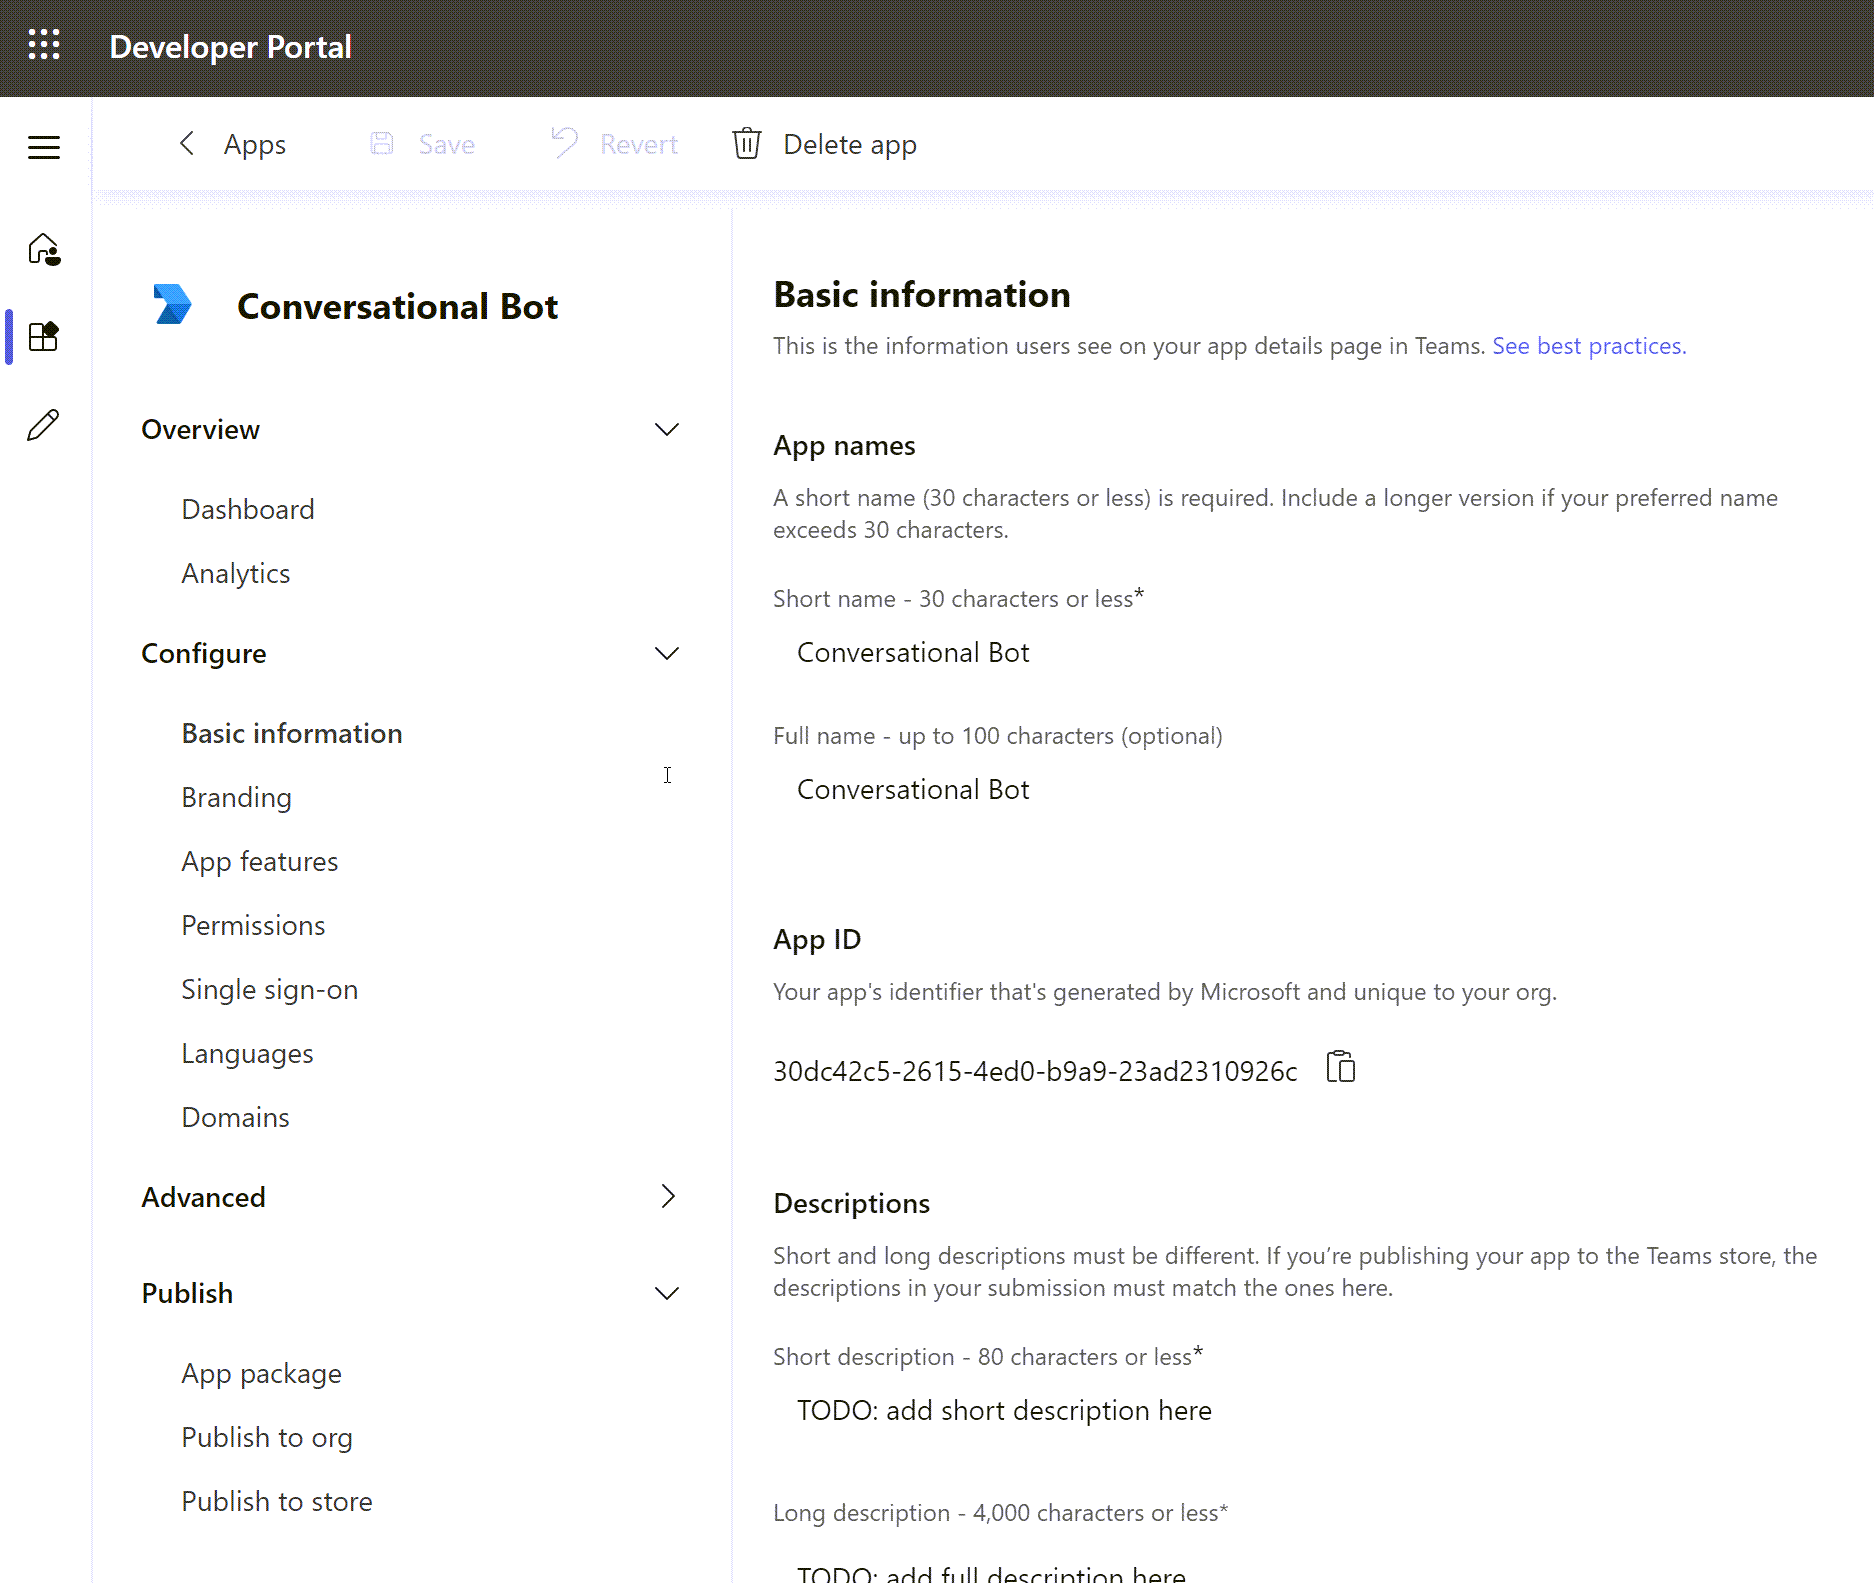 Developer Portal
Apps
Save
Revert
Delete app
Conversational Bot
Overview
Dashboard
Analytics
Configure
Basic information
Branding
App features
Permissions
Single sign-on
Languages
Domains
Advanced
Publish
App package
Publish to org
Publish to store
Basic information
This is the information users see on your app details page in Teams. See best practices.
App names
A short name (30 characters or less) is required. Include a longer version if your preferred name
exceeds 30 characters.
Short name - 30 characters or less*
Conversational Bot
Full name - up to 100 characters (optional)
Conversational Bot
App ID
Your app's identifier that's generated by Microsoft and unique to your org.
30dc42c5-2615-4ed0-b9a9-23ad2310926c
Descriptions
Short and long descriptions must be different. If you’re publishing your app to the Teams store, the
descriptions in your submission must match the ones here.
Short description - 80 characters or less*
TODO: add short description here
Long description - 4,000 characters or less*
TODO: add full description here